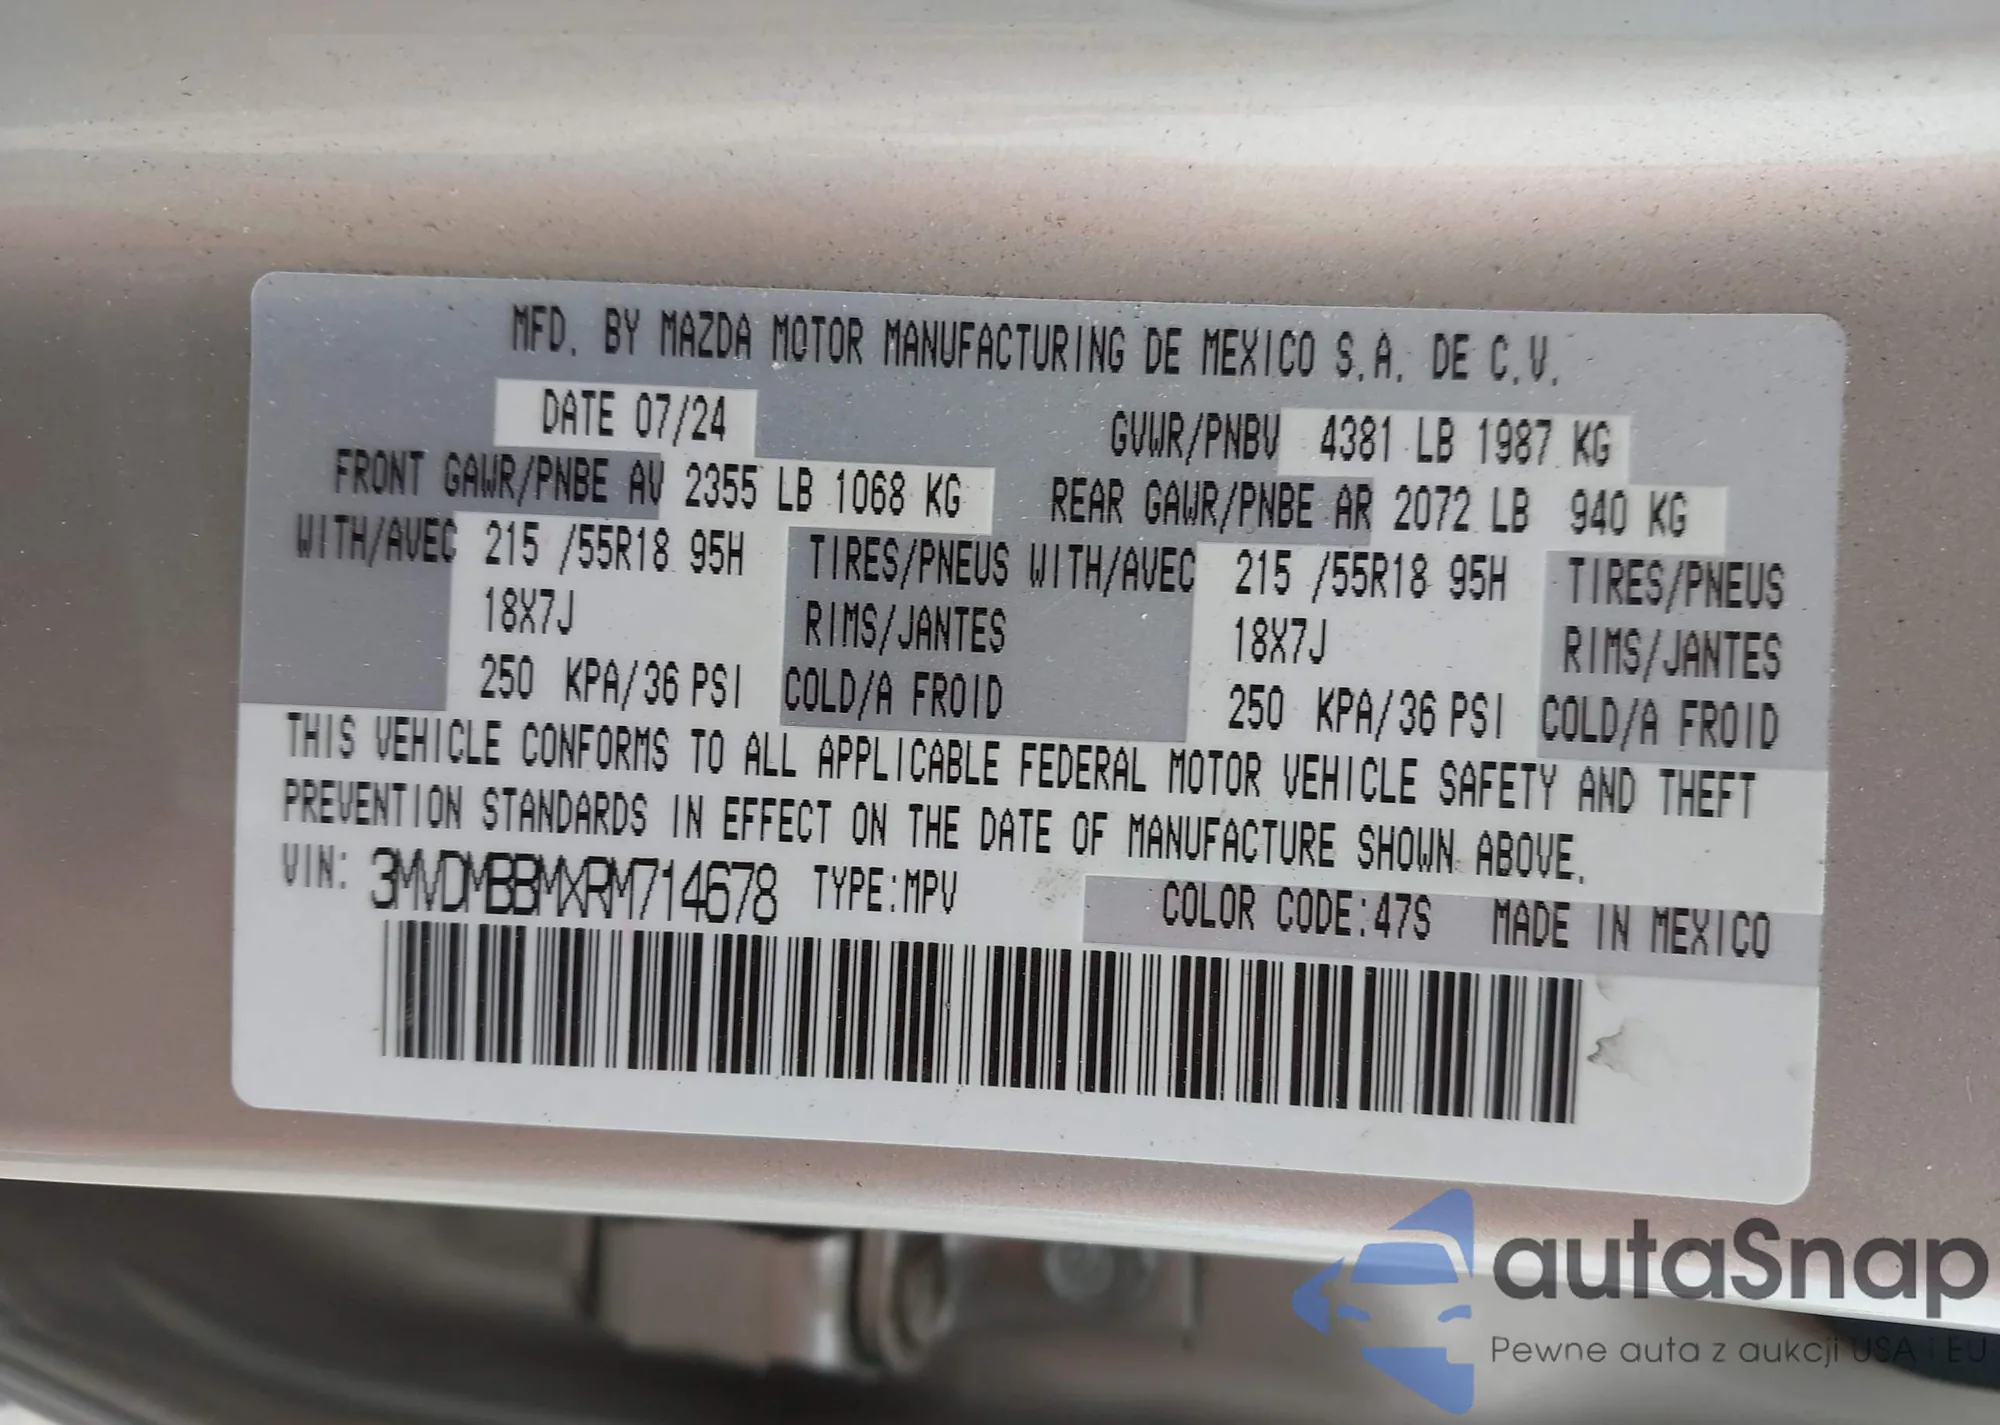 MFD. BY MAZDA MOTOR MANUFACTURING DE MEXICO S.A. DE C.V.
DATE 07/24 GVWR/PNBV 4381 LB 1987 KG
FRONT GAWR/PNBE AV 2355 LB 1068 KG REAR GAWR/PNBE AR 2072 LB 940 KG
WITH/AVEC 215 /55R18 95H TIRES/PNEUS WITH/AVEC 215 /55R18 95H TIRES/PNEUS
18X7J RIMS/JANTES 18X7J RIMS/JANTES
250 KPA/36 PSI COLD/A FROID 250 KPA/36 PSI COLD/A FROID
THIS VEHICLE CONFORMS TO ALL APPLICABLE FEDERAL MOTOR VEHICLE SAFETY AND THEFT
PREVENTION STANDARDS IN EFFECT ON THE DATE OF MANUFACTURE SHOWN ABOVE.
VIN: 3MVDMBBMXRM714678 TYPE:MPV COLOR CODE:47S MADE IN MEXICO
autaSnap
Pewne auta z aukcji USA i EU